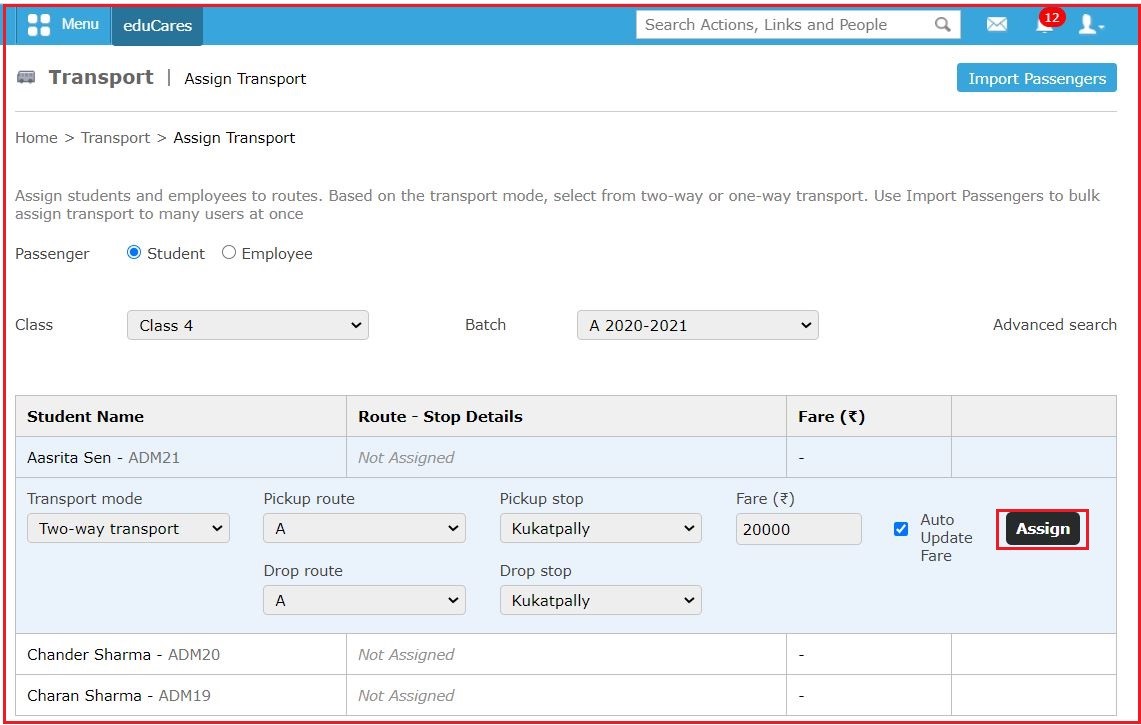 Menu eduCares Search Actions, Links and People 12
Transport | Assign Transport Import Passengers
Home > Transport > Assign Transport
Assign students and employees to routes. Based on the transport mode, select from two-way or one-way transport. Use Import Passengers to bulk
assign transport to many users at once
Passenger Student Employee
Class Class 4 Batch A 2020-2021 Advanced search
Student Name Route - Stop Details Fare (₹)
Aasrita Sen - ADM21 Not Assigned -
Transport mode Pickup route Pickup stop Fare (₹)
Two-way transport A Kukatpally 20000 Auto Update Fare Assign
Drop route Drop stop
A Kukatpally
Chander Sharma - ADM20 Not Assigned -
Charan Sharma - ADM19 Not Assigned -